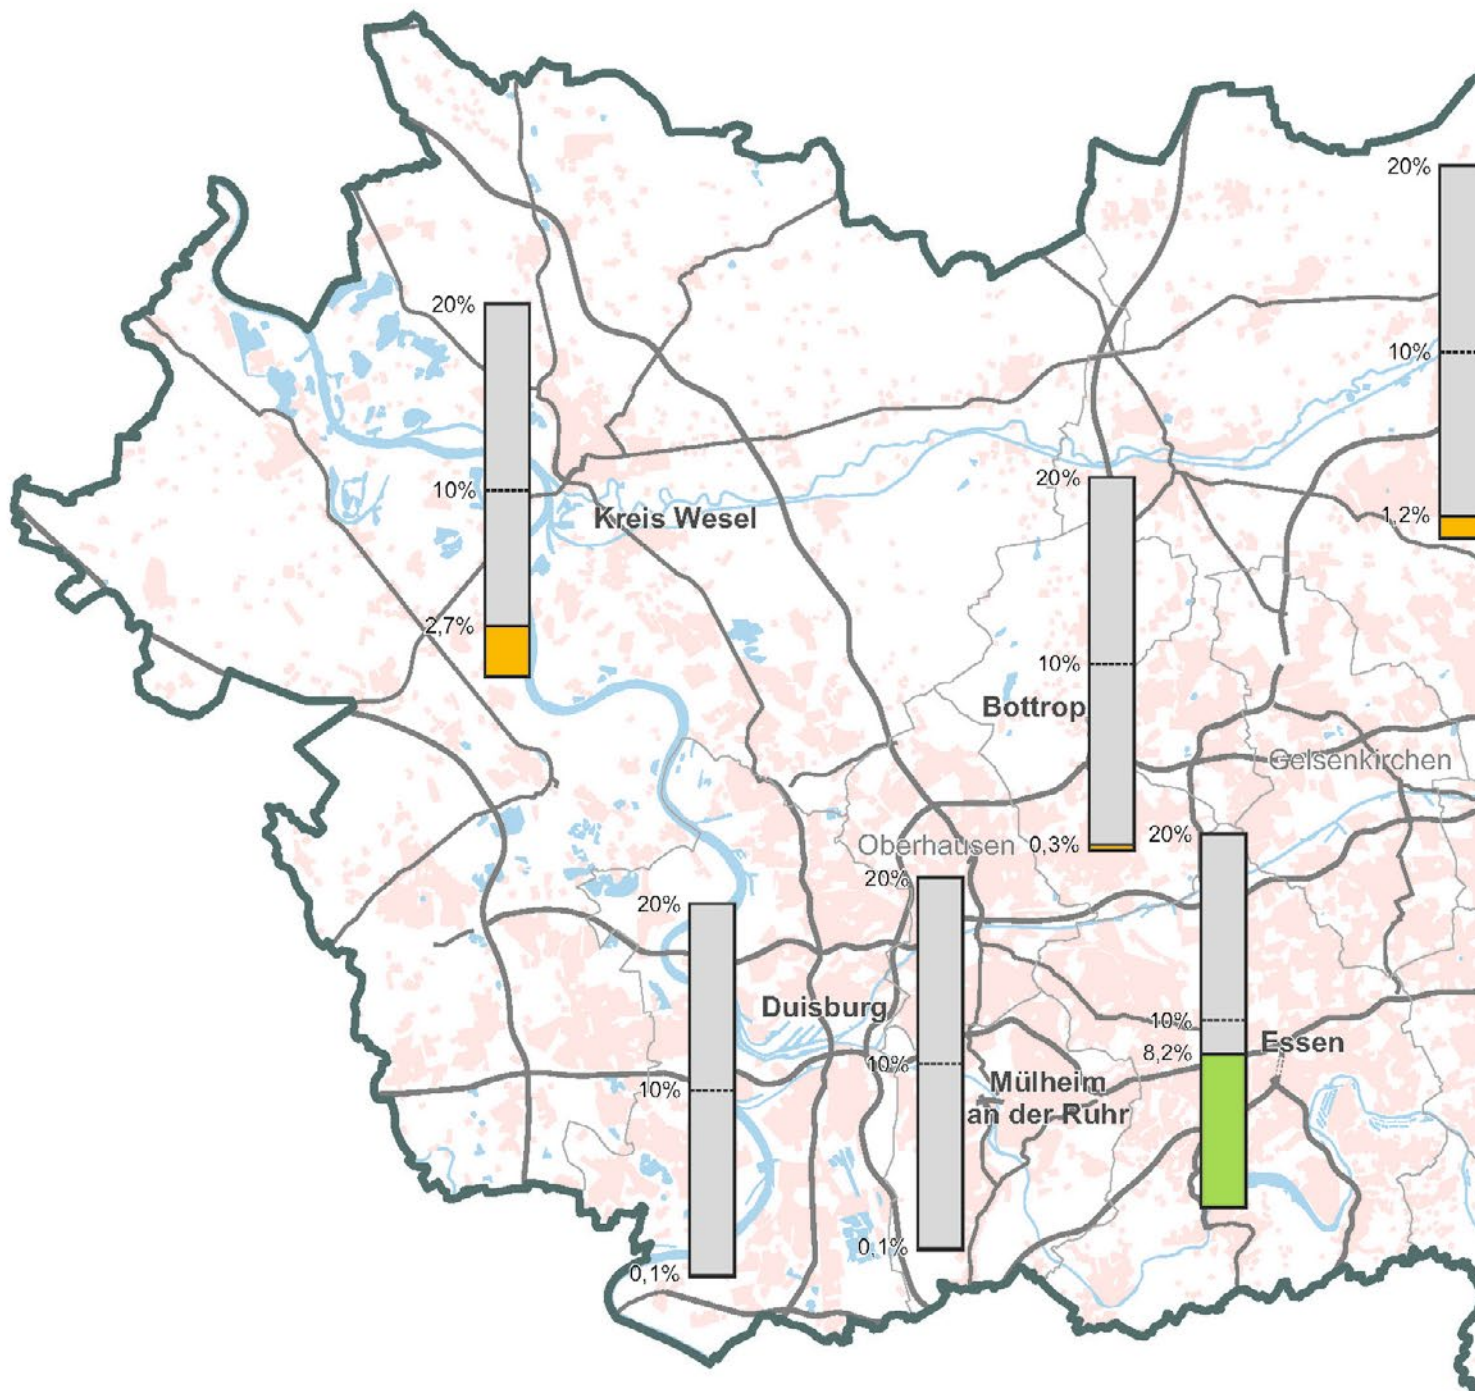 20%
10%
1,2%
20%
10%
2,7%
Kreis Wesel
20%
10%
0,3%
Bottrop
Gelsenkirchen
Oberhausen
20%
10%
8,2%
Essen
20%
10%
0,1%
Mülheim
an der Ruhr
20%
10%
0,1%
Duisburg